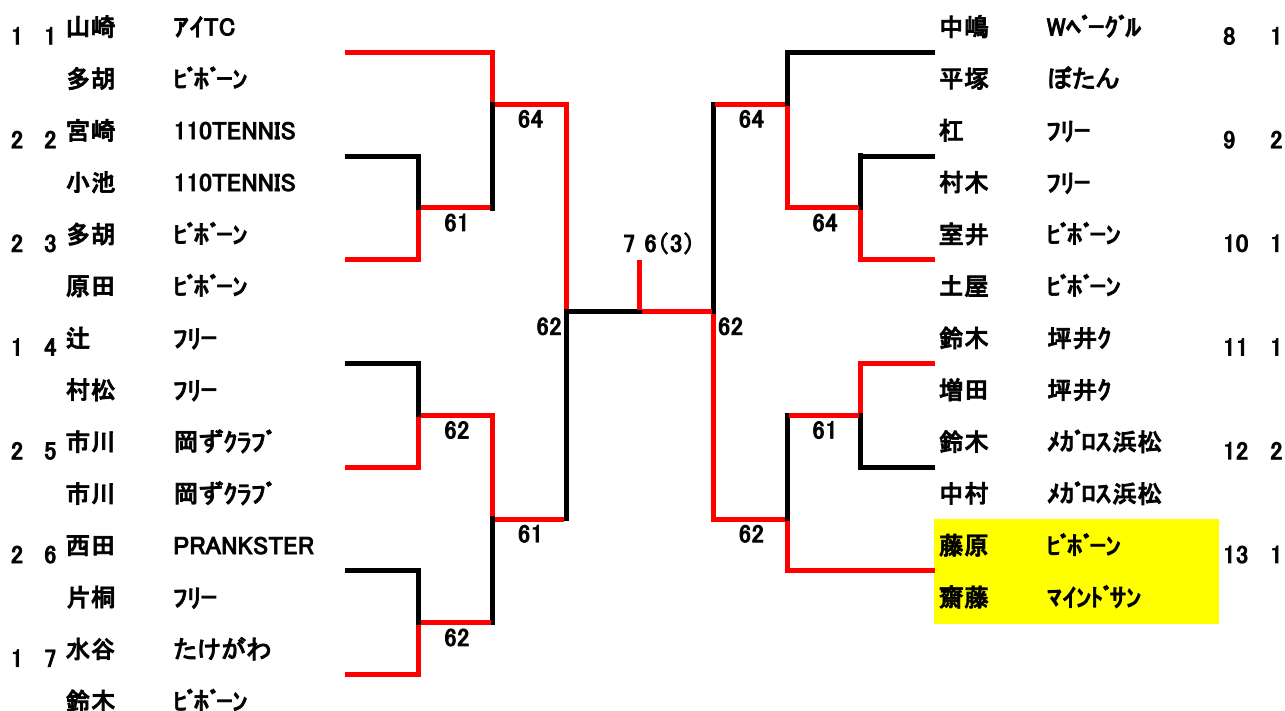 1 1 山崎 ｱｲTC
多胡 ﾋﾞﾎﾞｰﾝ
2 2 宮崎 110TENNIS
小池 110TENNIS
2 3 多胡 ﾋﾞﾎﾞｰﾝ
原田 ﾋﾞﾎﾞｰﾝ
1 4 辻 ﾌﾘｰ
村松 ﾌﾘｰ
2 5 市川 岡ずｸﾗﾌﾞ
市川 岡ずｸﾗﾌﾞ
2 6 西田 PRANKSTER
片桐 ﾌﾘｰ
1 7 水谷 たけがわ
鈴木 ﾋﾞﾎﾞｰﾝ
64
61
62
62
61
62
7 6(3)
64
64
62
61
62
中嶋 Wﾍﾞｰｸﾞﾙ 8 1
平塚 ぼたん
杠 ﾌﾘｰ 9 2
村木 ﾌﾘｰ
室井 ﾋﾞﾎﾞｰﾝ 10 1
土屋 ﾋﾞﾎﾞｰﾝ
鈴木 坪井ｸ 11 1
増田 坪井ｸ
鈴木 ﾒｶﾞﾛｽ浜松 12 2
中村 ﾒｶﾞﾛｽ浜松
藤原 ﾋﾞﾎﾞｰﾝ 13 1
齋藤 ﾏｲﾝﾄﾞｻﾝ